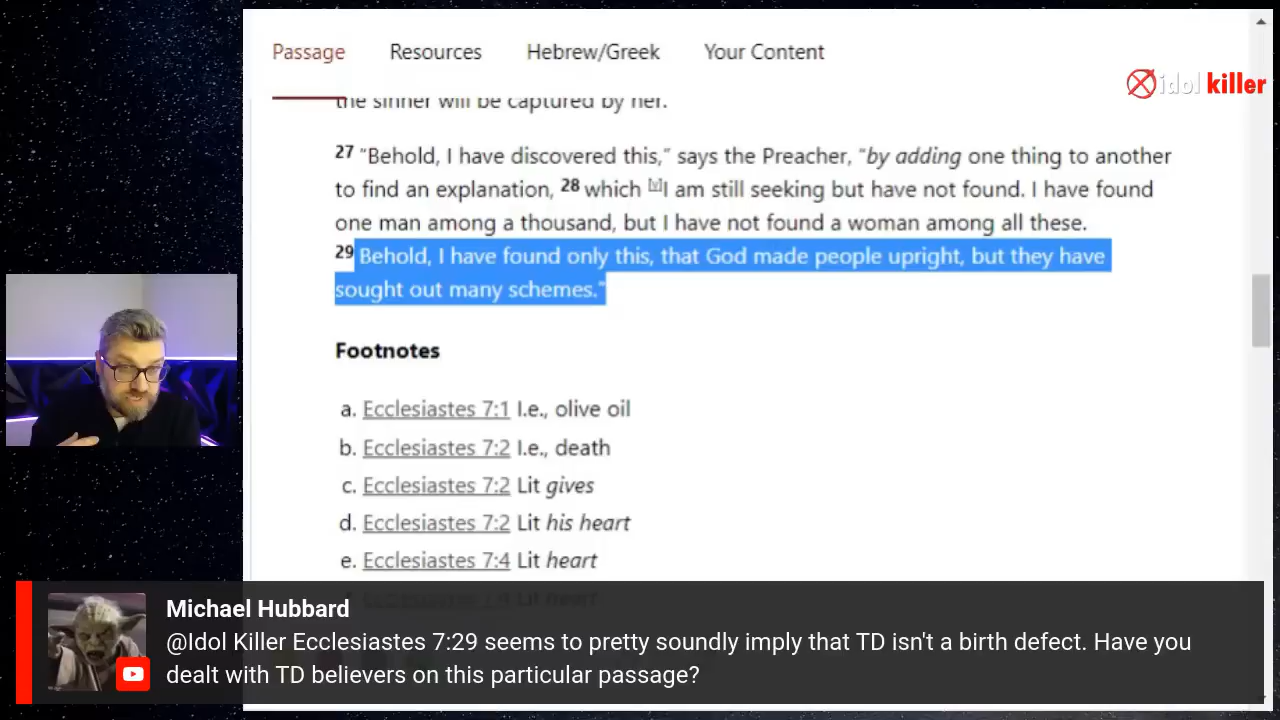 Passage Resources Hebrew/Greek Your Content
idol killer
the sinner will be captured by her.
27 “Behold, I have discovered this,” says the Preacher, “by adding one thing to another
to find an explanation, 28 which [y]I am still seeking but have not found. I have found
one man among a thousand, but I have not found a woman among all these.
29 Behold, I have found only this, that God made people upright, but they have
sought out many schemes.”
Footnotes
a. Ecclesiastes 7:1 I.e., olive oil
b. Ecclesiastes 7:2 I.e., death
c. Ecclesiastes 7:2 Lit gives
d. Ecclesiastes 7:2 Lit his heart
e. Ecclesiastes 7:4 Lit heart
Michael Hubbard
@Idol Killer Ecclesiastes 7:29 seems to pretty soundly imply that TD isn't a birth defect. Have you
dealt with TD believers on this particular passage?